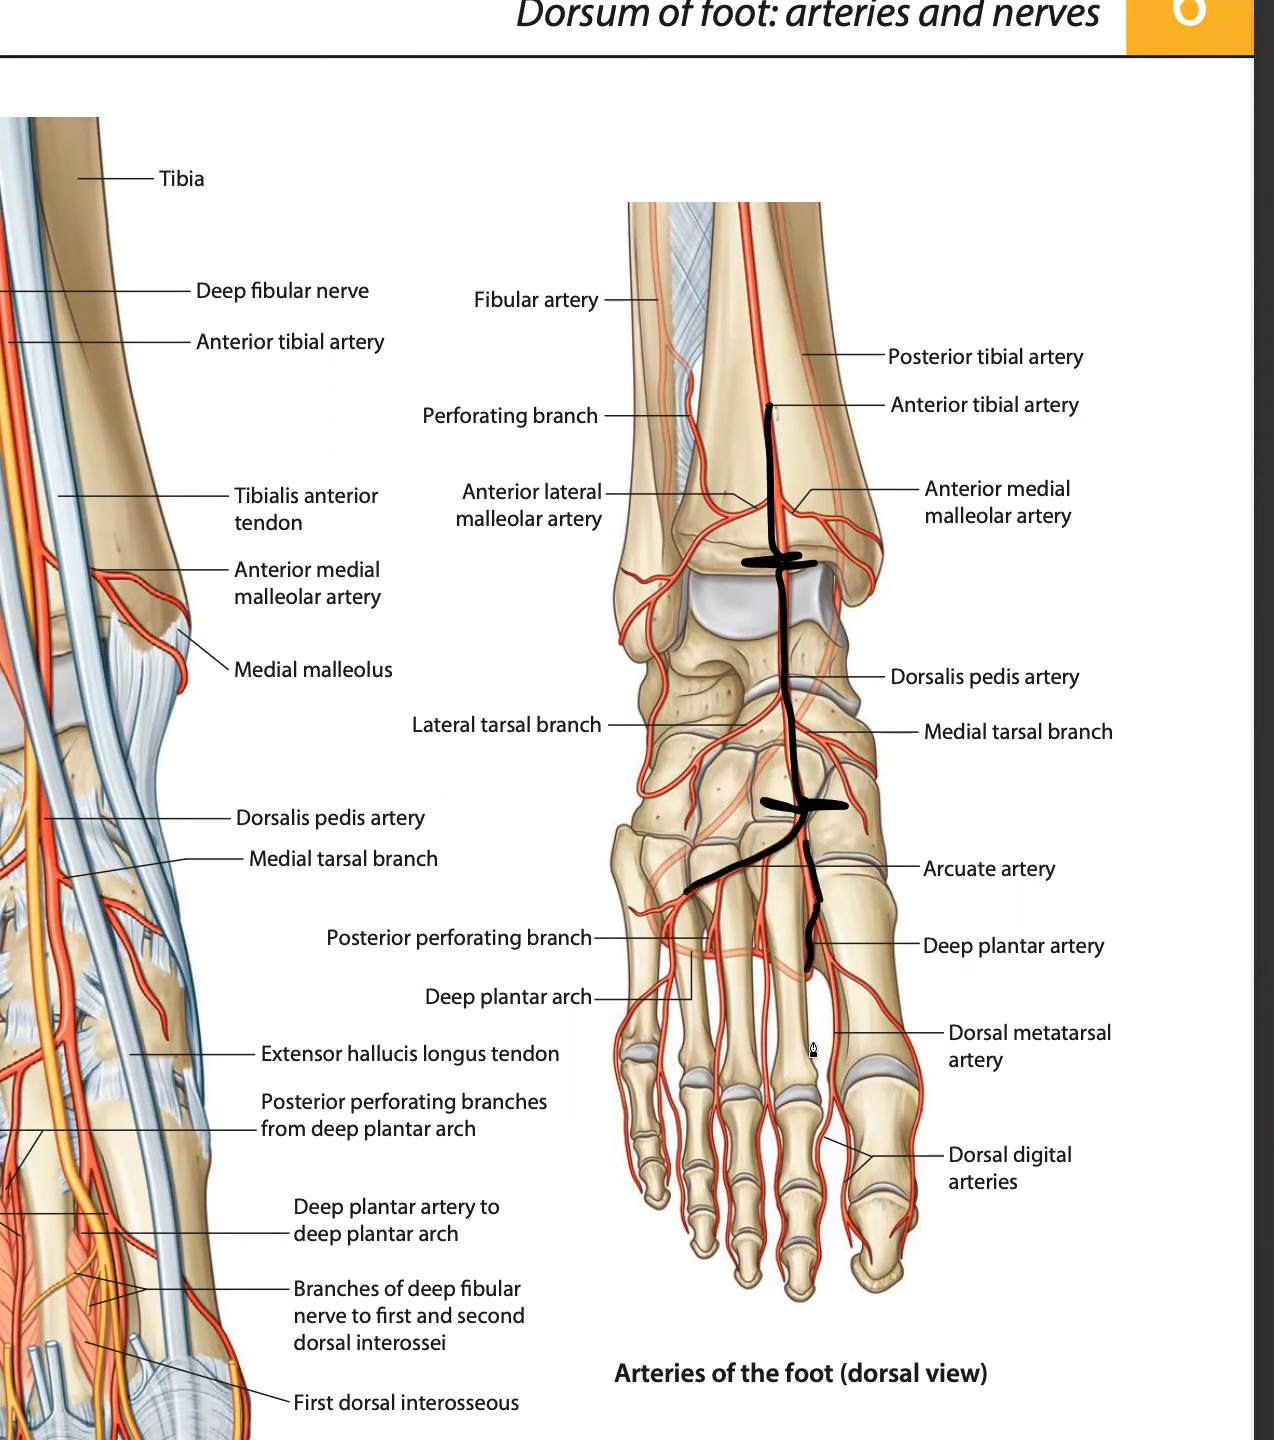 Dorsum of foot: arteries and nerves
6
Tibia
Deep fibular nerve
Anterior tibial artery
Tibialis anterior
tendon
Anterior medial
malleolar artery
Medial malleolus
Dorsalis pedis artery
Medial tarsal branch
Extensor hallucis longus tendon
Posterior perforating branches
from deep plantar arch
Deep plantar artery to
deep plantar arch
Branches of deep fibular
nerve to first and second
dorsal interossei
First dorsal interosseous
Fibular artery
Perforating branch
Anterior lateral
malleolar artery
Lateral tarsal branch
Posterior perforating branch
Deep plantar arch
Posterior tibial artery
Anterior tibial artery
Anterior medial
malleolar artery
Dorsalis pedis artery
Medial tarsal branch
Arcuate artery
Deep plantar artery
Dorsal metatarsal
artery
Dorsal digital
arteries
Arteries of the foot (dorsal view)